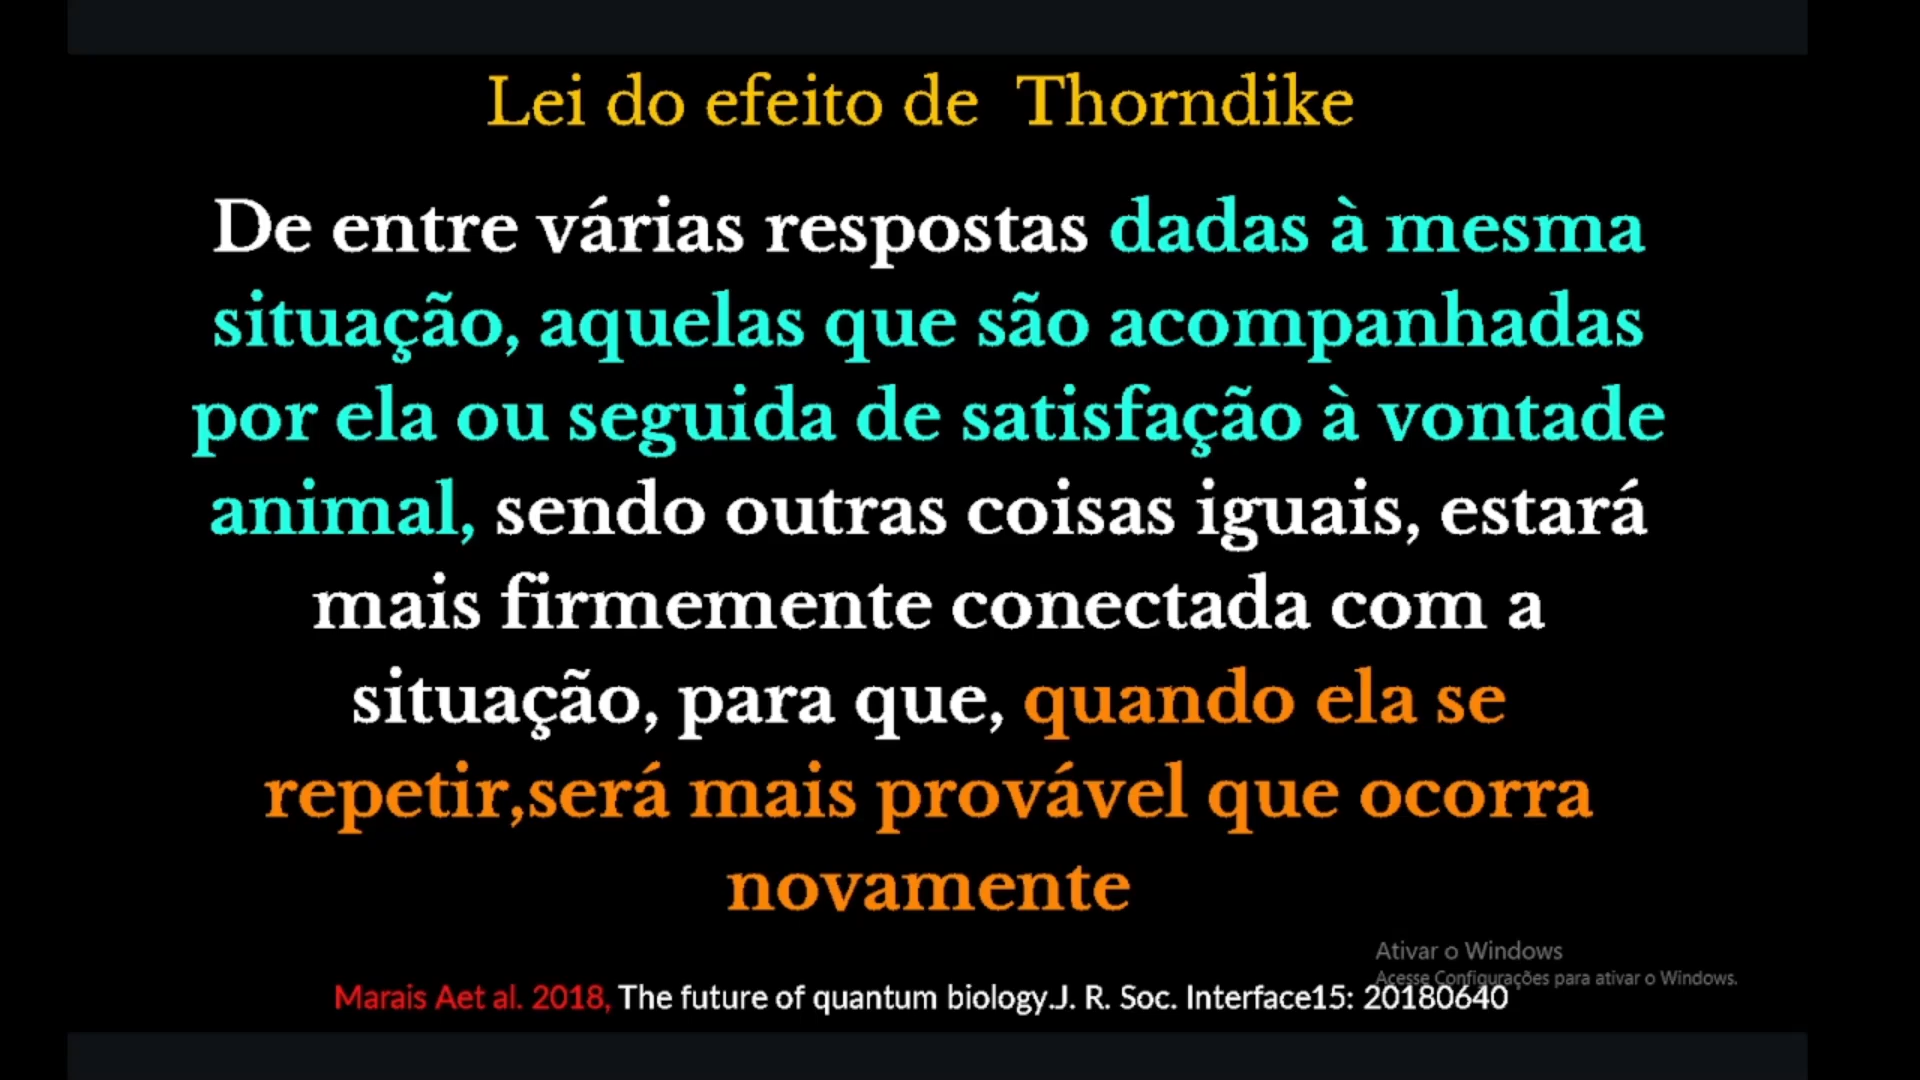 Lei do efeito de Thorndike
De entre várias respostas dadas à mesma
situação, aquelas que são acompanhadas
por ela ou seguida de satisfação à vontade
animal, sendo outras coisas iguais, estará
mais firmemente conectada com a
situação, para que, quando ela se
repetir,será mais provável que ocorra
novamente
Ativar o Windows
Acesse Configurações para ativar o Windows.
Marais Aet al. 2018, The future of quantum biology.J. R. Soc. Interface15: 20180640